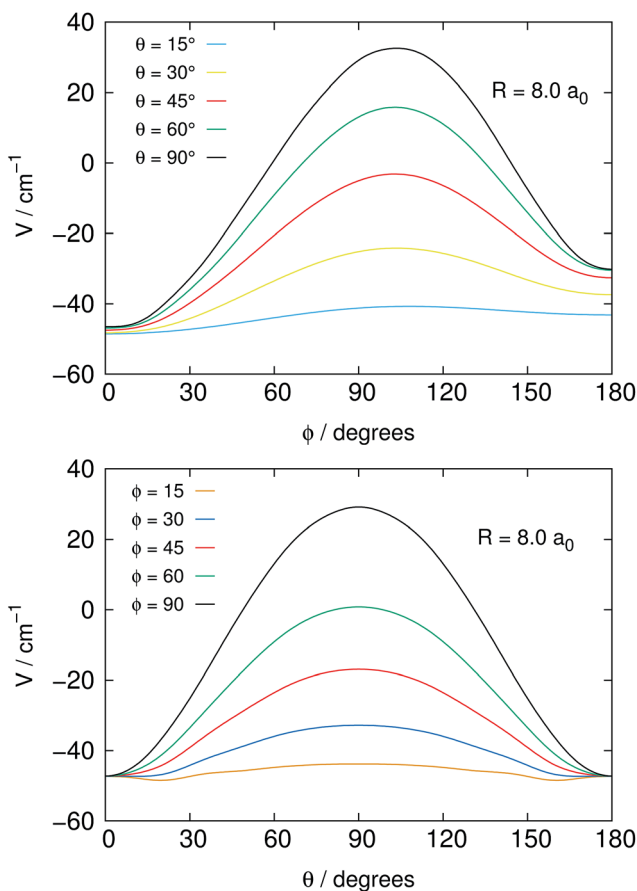 40
20
0
−20
−40
−60
V / cm⁻¹
θ = 15°
θ = 30°
θ = 45°
θ = 60°
θ = 90°
R = 8.0 a₀
0 30 60 90 120 150 180
ϕ / degrees
40
20
0
−20
−40
−60
V / cm⁻¹
ϕ = 15
ϕ = 30
ϕ = 45
ϕ = 60
ϕ = 90
R = 8.0 a₀
0 30 60 90 120 150 180
θ / degrees